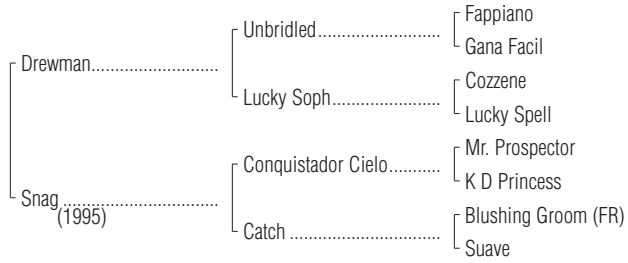 Fappiano
Unbridled
Gana Facil
Drewman
Cozzene
Lucky Soph
Lucky Spell
Mr. Prospector
Conquistador Cielo
K D Princess
Snag
(1995)
Blushing Groom (FR)
Catch
Suave